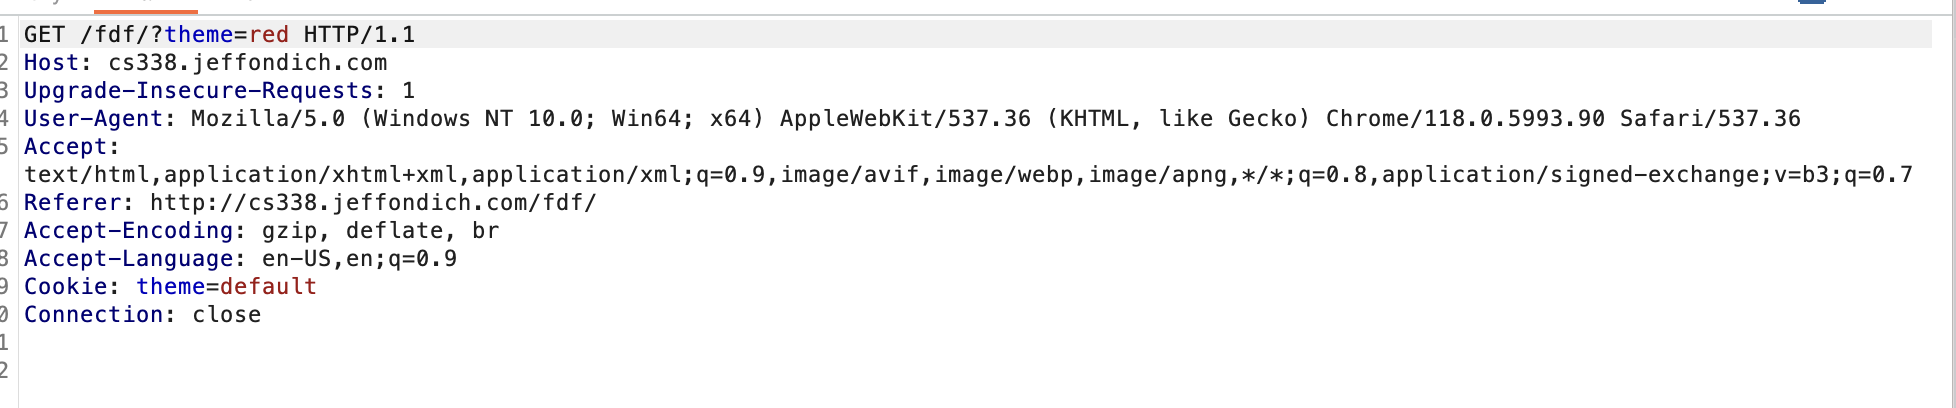 1 GET /fdf/?theme=red HTTP/1.1
2 Host: cs338.jeffondich.com
3 Upgrade-Insecure-Requests: 1
4 User-Agent: Mozilla/5.0 (Windows NT 10.0; Win64; x64) AppleWebKit/537.36 (KHTML, like Gecko) Chrome/118.0.5993.90 Safari/537.36
5 Accept:
text/html,application/xhtml+xml,application/xml;q=0.9,image/avif,image/webp,image/apng,*/*;q=0.8,application/signed-exchange;v=b3;q=0.7
6 Referer: http://cs338.jeffondich.com/fdf/
7 Accept-Encoding: gzip, deflate, br
8 Accept-Language: en-US,en;q=0.9
9 Cookie: theme=default
0 Connection: close
1
2